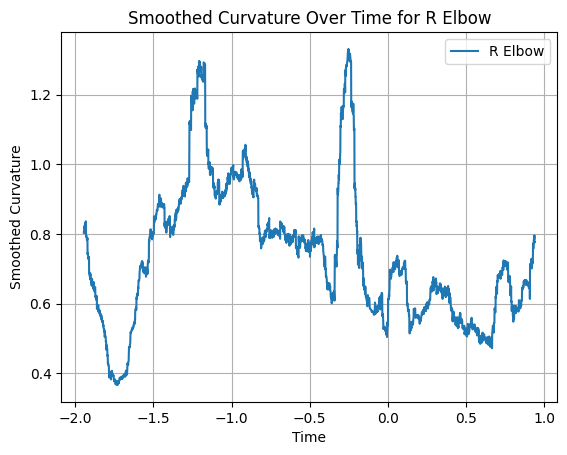 Smoothed Curvature Over Time for R Elbow
R Elbow
Smoothed Curvature
1.2
1.0
0.8
0.6
0.4
−2.0 −1.5 −1.0 −0.5 0.0 0.5 1.0
Time